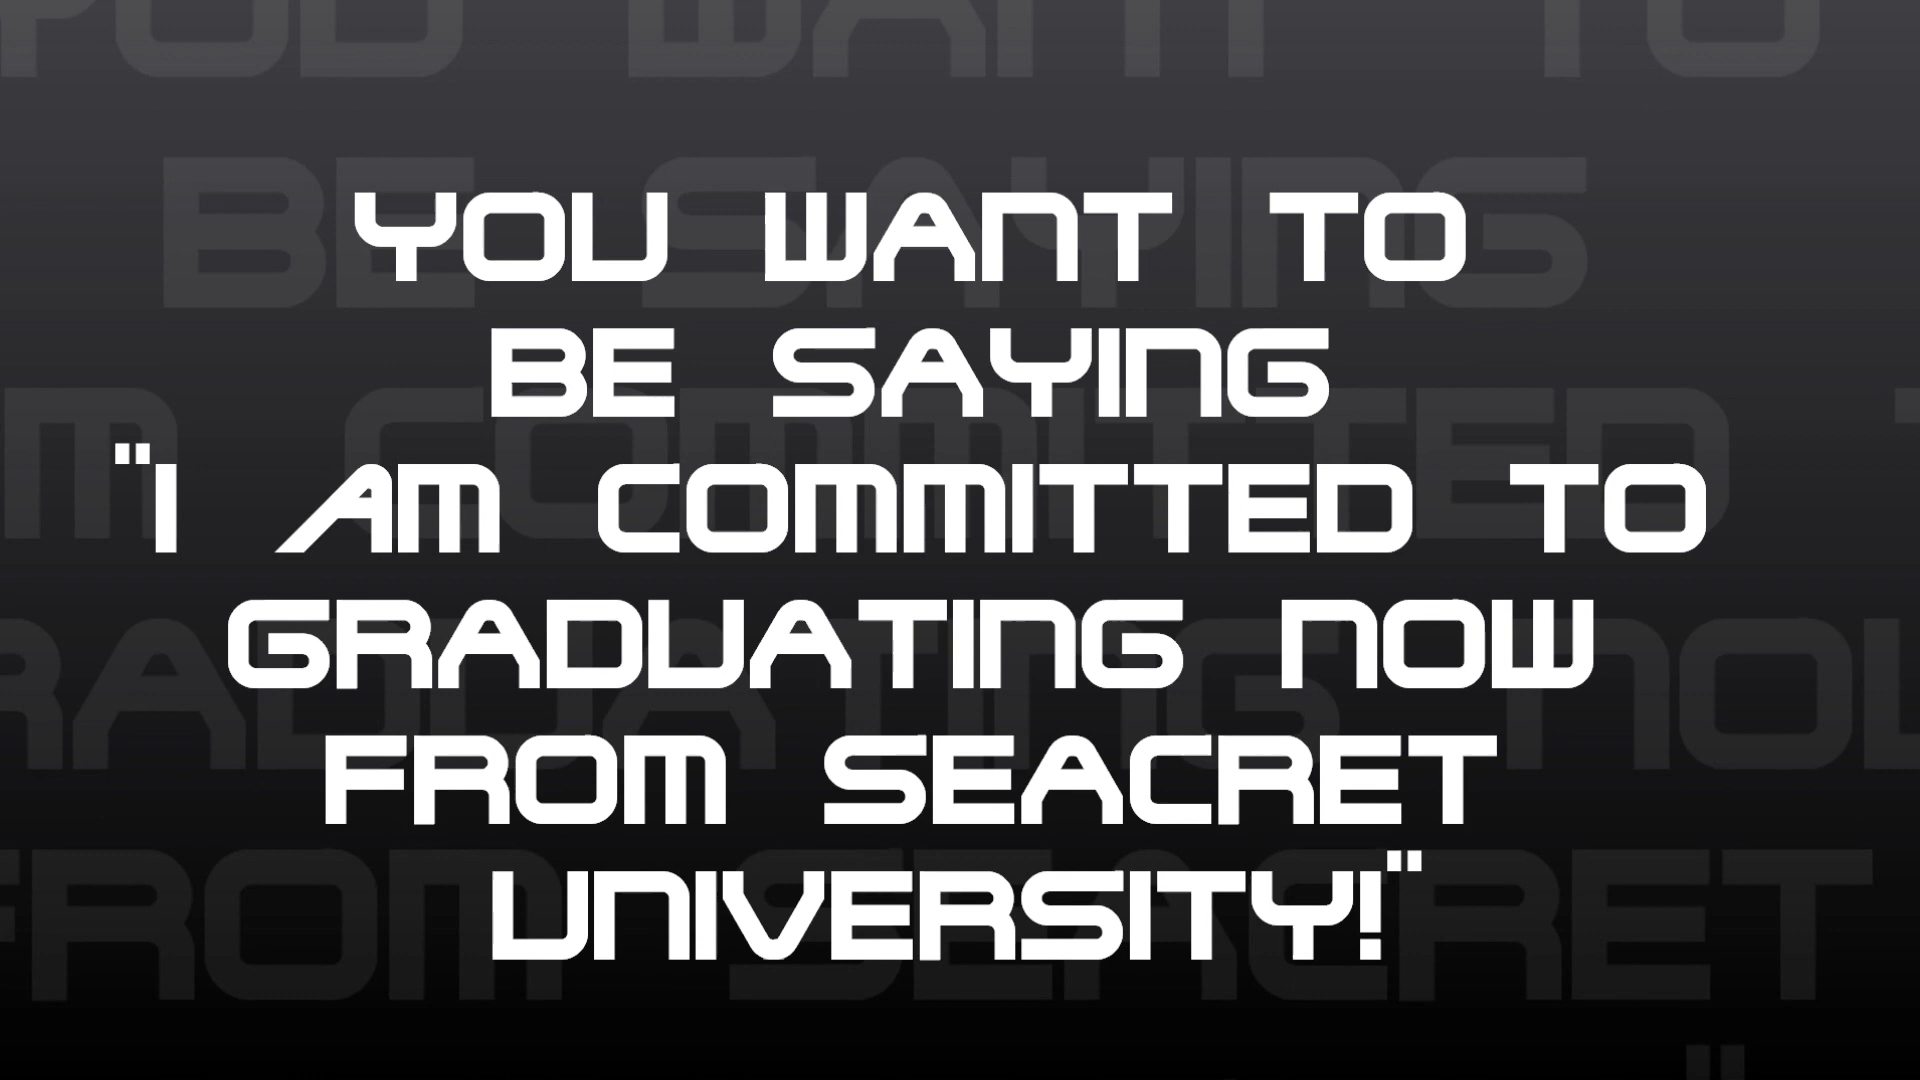 YOU WANT TO
BE SAYING
"I AM COMMITTED TO
GRADUATING NOW
FROM SEACRET
UNIVERSITY!"